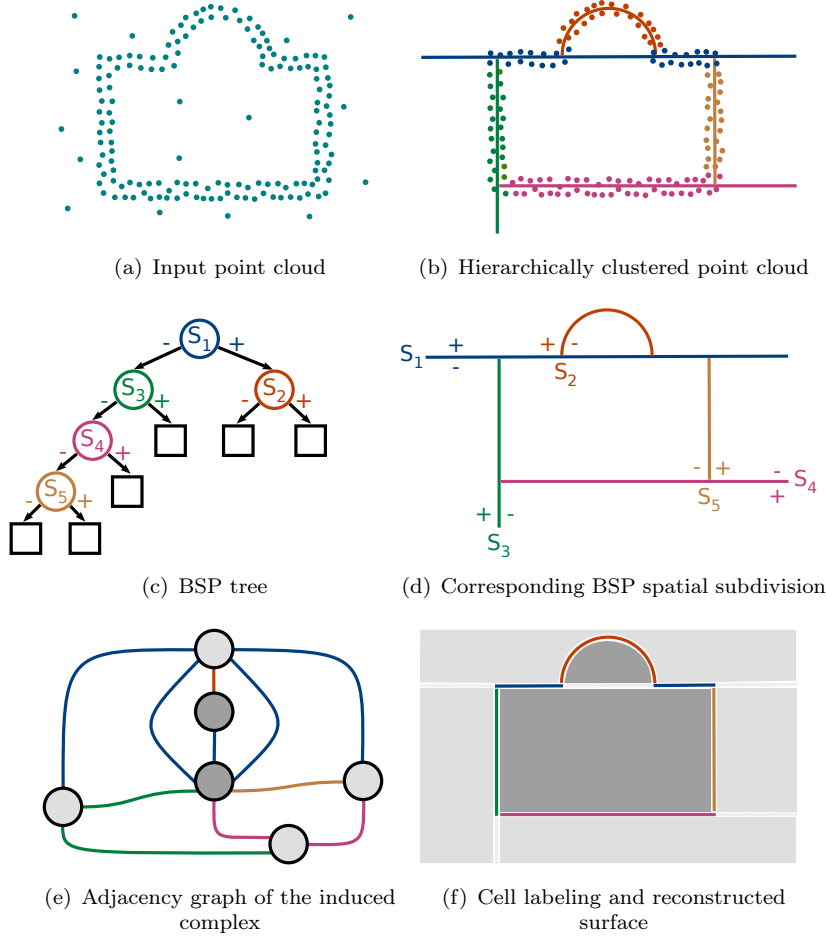 (a) Input point cloud
(b) Hierarchically clustered point cloud
- S1 +
- S3 +
- S2 +
- S4 +
- S5 +
S1 + -
+ -
S2
- +
S5
- + S4
+ -
S3
(c) BSP tree
(d) Corresponding BSP spatial subdivision
(e) Adjacency graph of the induced
complex
(f) Cell labeling and reconstructed
surface